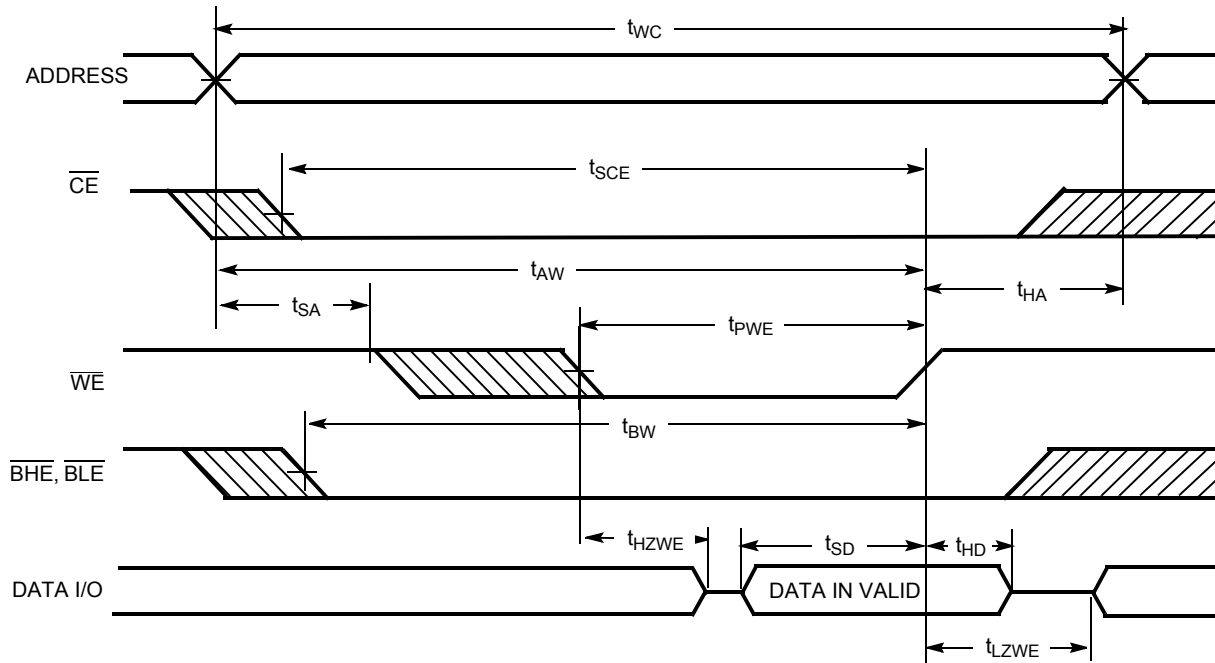 tWC
ADDRESS
tSCE
CE
tAW
tSA
tHA
tPWE
WE
tBW
BHE, BLE
tHZWE
tSD
tHD
DATA I/O
DATA IN VALID
tLZWE